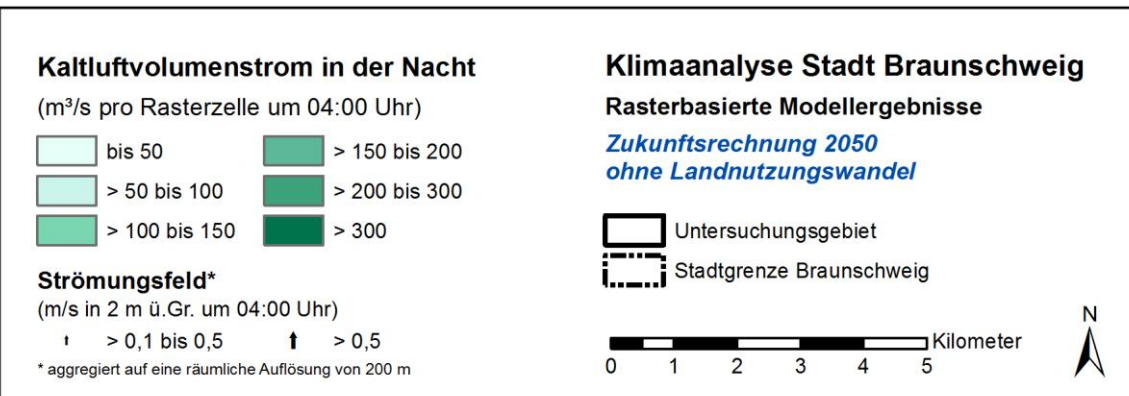 Kaltluftvolumenstrom in der Nacht
(m³/s pro Rasterzelle um 04:00 Uhr)
bis 50
> 50 bis 100
> 100 bis 150
> 150 bis 200
> 200 bis 300
> 300
Strömungsfeld*
(m/s in 2 m ü.Gr. um 04:00 Uhr)
> 0,1 bis 0,5
> 0,5
* aggregiert auf eine räumliche Auflösung von 200 m
Klimaanalyse Stadt Braunschweig
Rasterbasierte Modellergebnisse
Zukunftsrechnung 2050
ohne Landnutzungswandel
Untersuchungsgebiet
Stadtgrenze Braunschweig
Kilometer
0 1 2 3 4 5
N